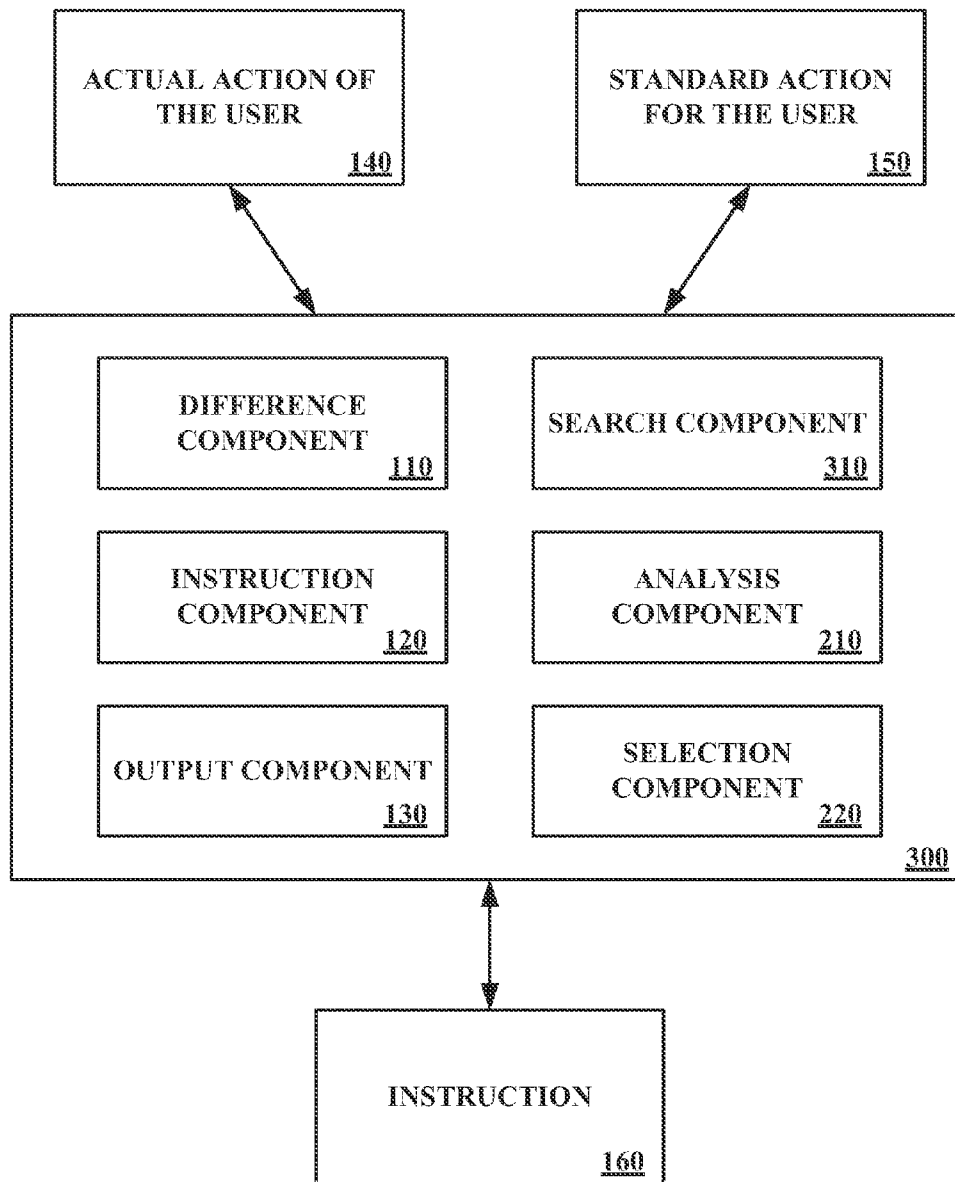 ACTUAL ACTION OF
THE USER
140
STANDARD ACTION
FOR THE USER
150
DIFFERENCE
COMPONENT
110
SEARCH COMPONENT
310
INSTRUCTION
COMPONENT
120
ANALYSIS
COMPONENT
210
OUTPUT COMPONENT
130
SELECTION
COMPONENT
220
300
INSTRUCTION
160